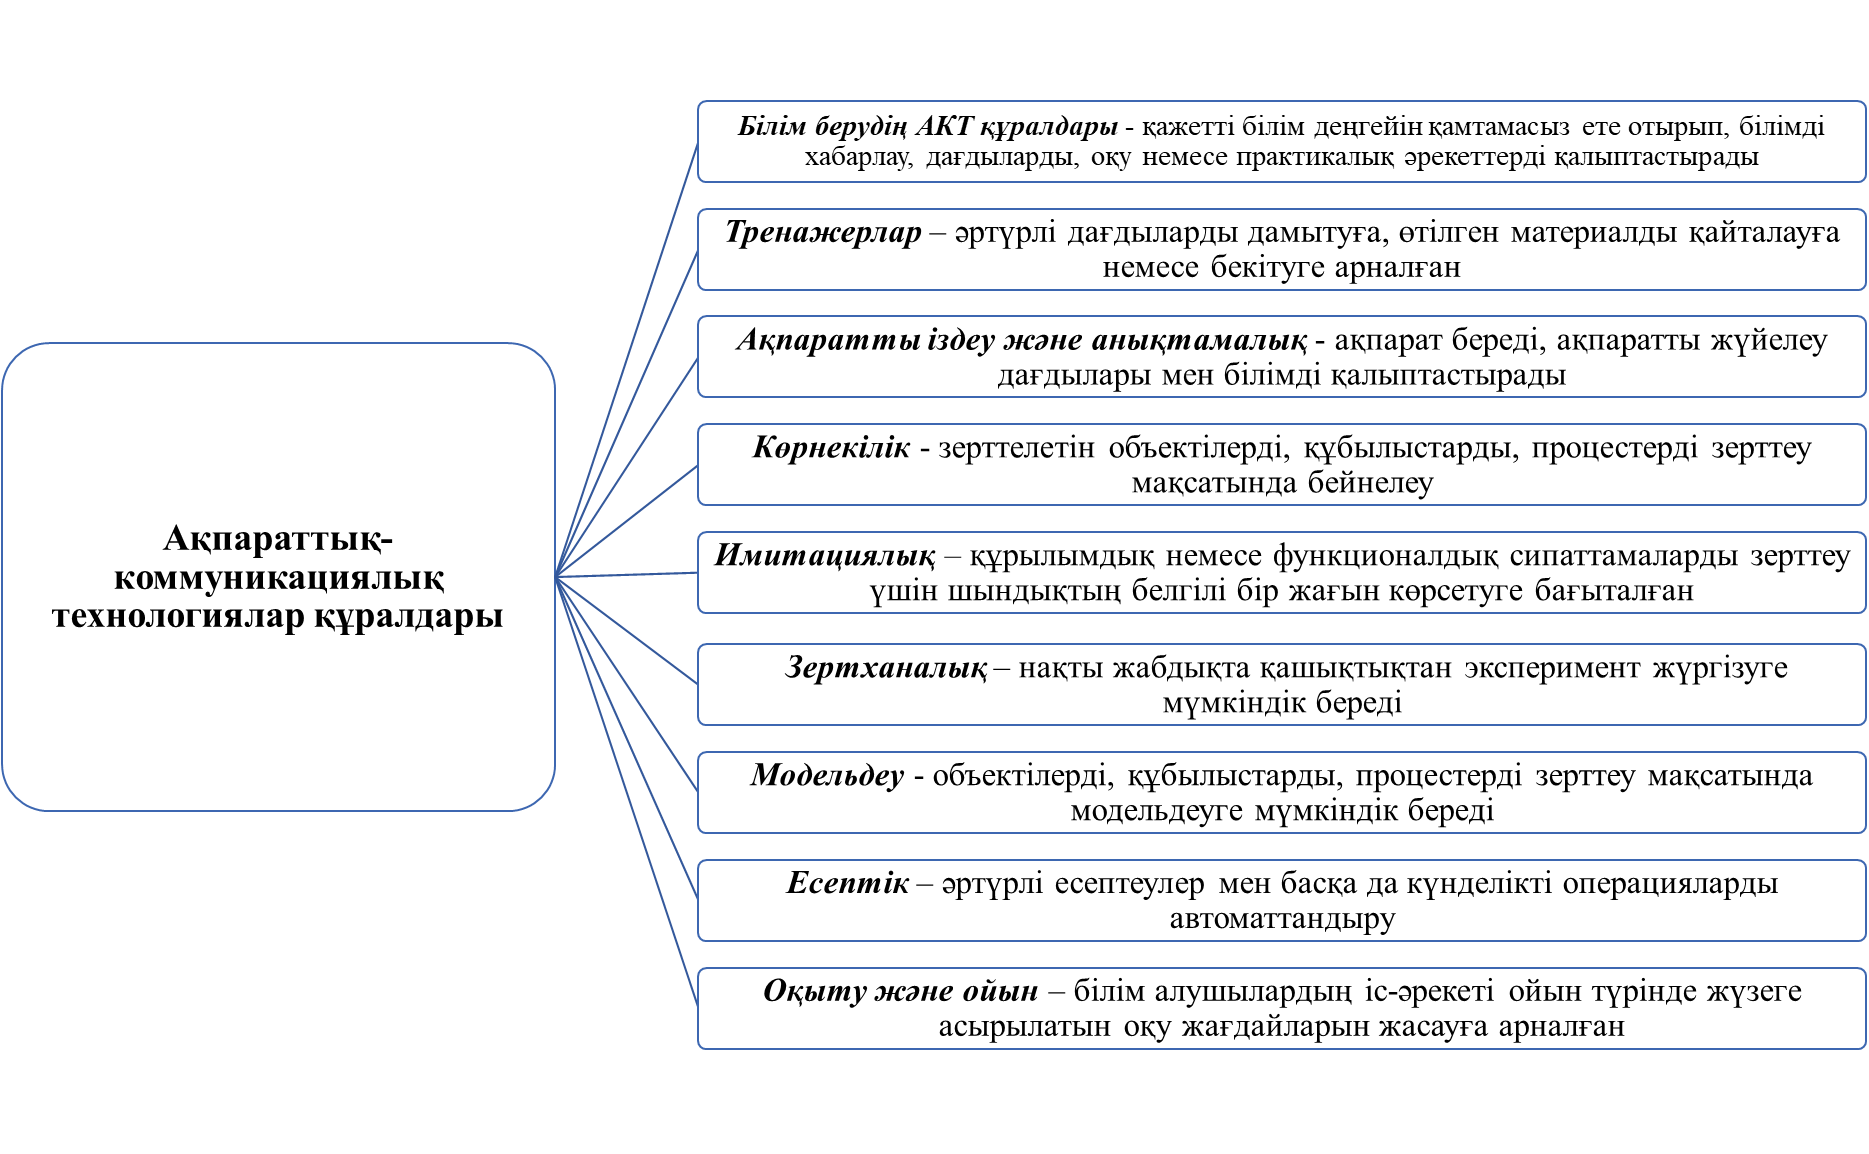 Ақпараттық-
коммуникациялық
технологиялар құралдары
Білім берудің АКТ құралдары - қажетті білім деңгейін қамтамасыз ете отырып, білімді
хабарлау, дағдыларды, оқу немесе практикалық әрекеттерді қалыптастырады
Тренажерлар – әртүрлі дағдыларды дамытуға, өтілген материалды қайталауға
немесе бекітуге арналған
Ақпаратты іздеу және анықтамалық - ақпарат береді, ақпаратты жүйелеу
дағдылары мен білімді қалыптастырады
Көрнекілік - зерттелетін объектілерді, құбылыстарды, процестерді зерттеу
мақсатында бейнелеу
Имитациялық – құрылымдық немесе функционалдық сипаттамаларды зерттеу
үшін шындықтың белгілі бір жағын көрсетуге бағыталған
Зертханалық – нақты жабдықта қашықтықтан эксперимент жүргізуге
мүмкіндік береді
Модельдеу - объектілерді, құбылыстарды, процестерді зерттеу мақсатында
модельдеуге мүмкіндік береді
Есептік – әртүрлі есептеулер мен басқа да күнделікті операцияларды
автоматтандыру
Оқыту және ойын – білім алушылардың іс-әрекеті ойын түрінде жүзеге
асырылатын оқу жағдайларын жасауға арналған